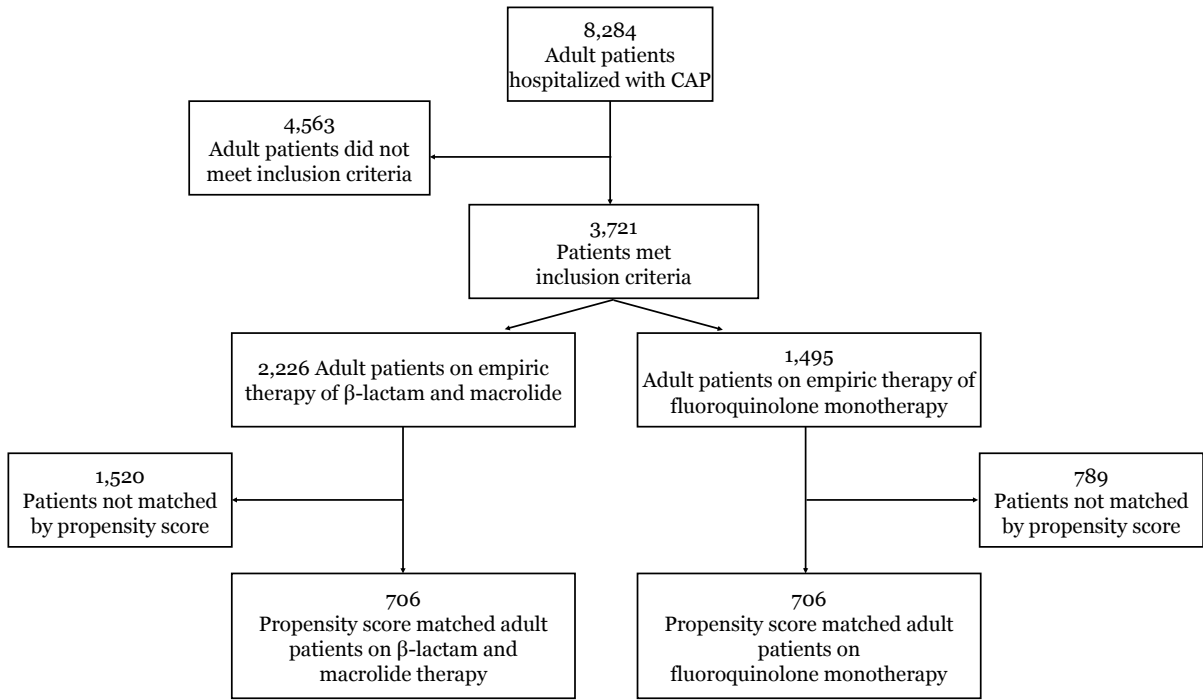 8,284
Adult patients
hospitalized with CAP
4,563
Adult patients did not
meet inclusion criteria
3,721
Patients met
inclusion criteria
2,226 Adult patients on empiric
therapy of β-lactam and macrolide
1,495
Adult patients on empiric therapy of
fluoroquinolone monotherapy
1,520
Patients not matched
by propensity score
789
Patients not matched
by propensity score
706
Propensity score matched adult
patients on β-lactam and
macrolide therapy
706
Propensity score matched adult
patients on
fluoroquinolone monotherapy